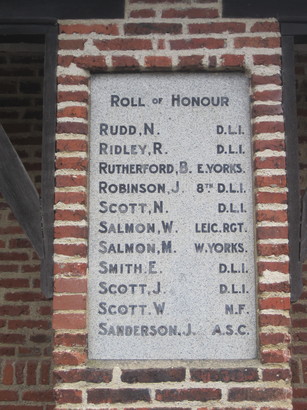 ROLL OF HONOUR
RUDD, N. D.L.I.
RIDLEY, R. D.L.I.
RUTHERFORD, B. E.YORKS.
ROBINSON, J. 8TH D.L.I.
SCOTT, N. D.L.I.
SALMON, W. LEIC.RGT.
SALMON, M. W.YORKS.
SMITH, E. D.L.I.
SCOTT, J. D.L.I.
SCOTT, W N.F.
SANDERSON, J. A.S.C.